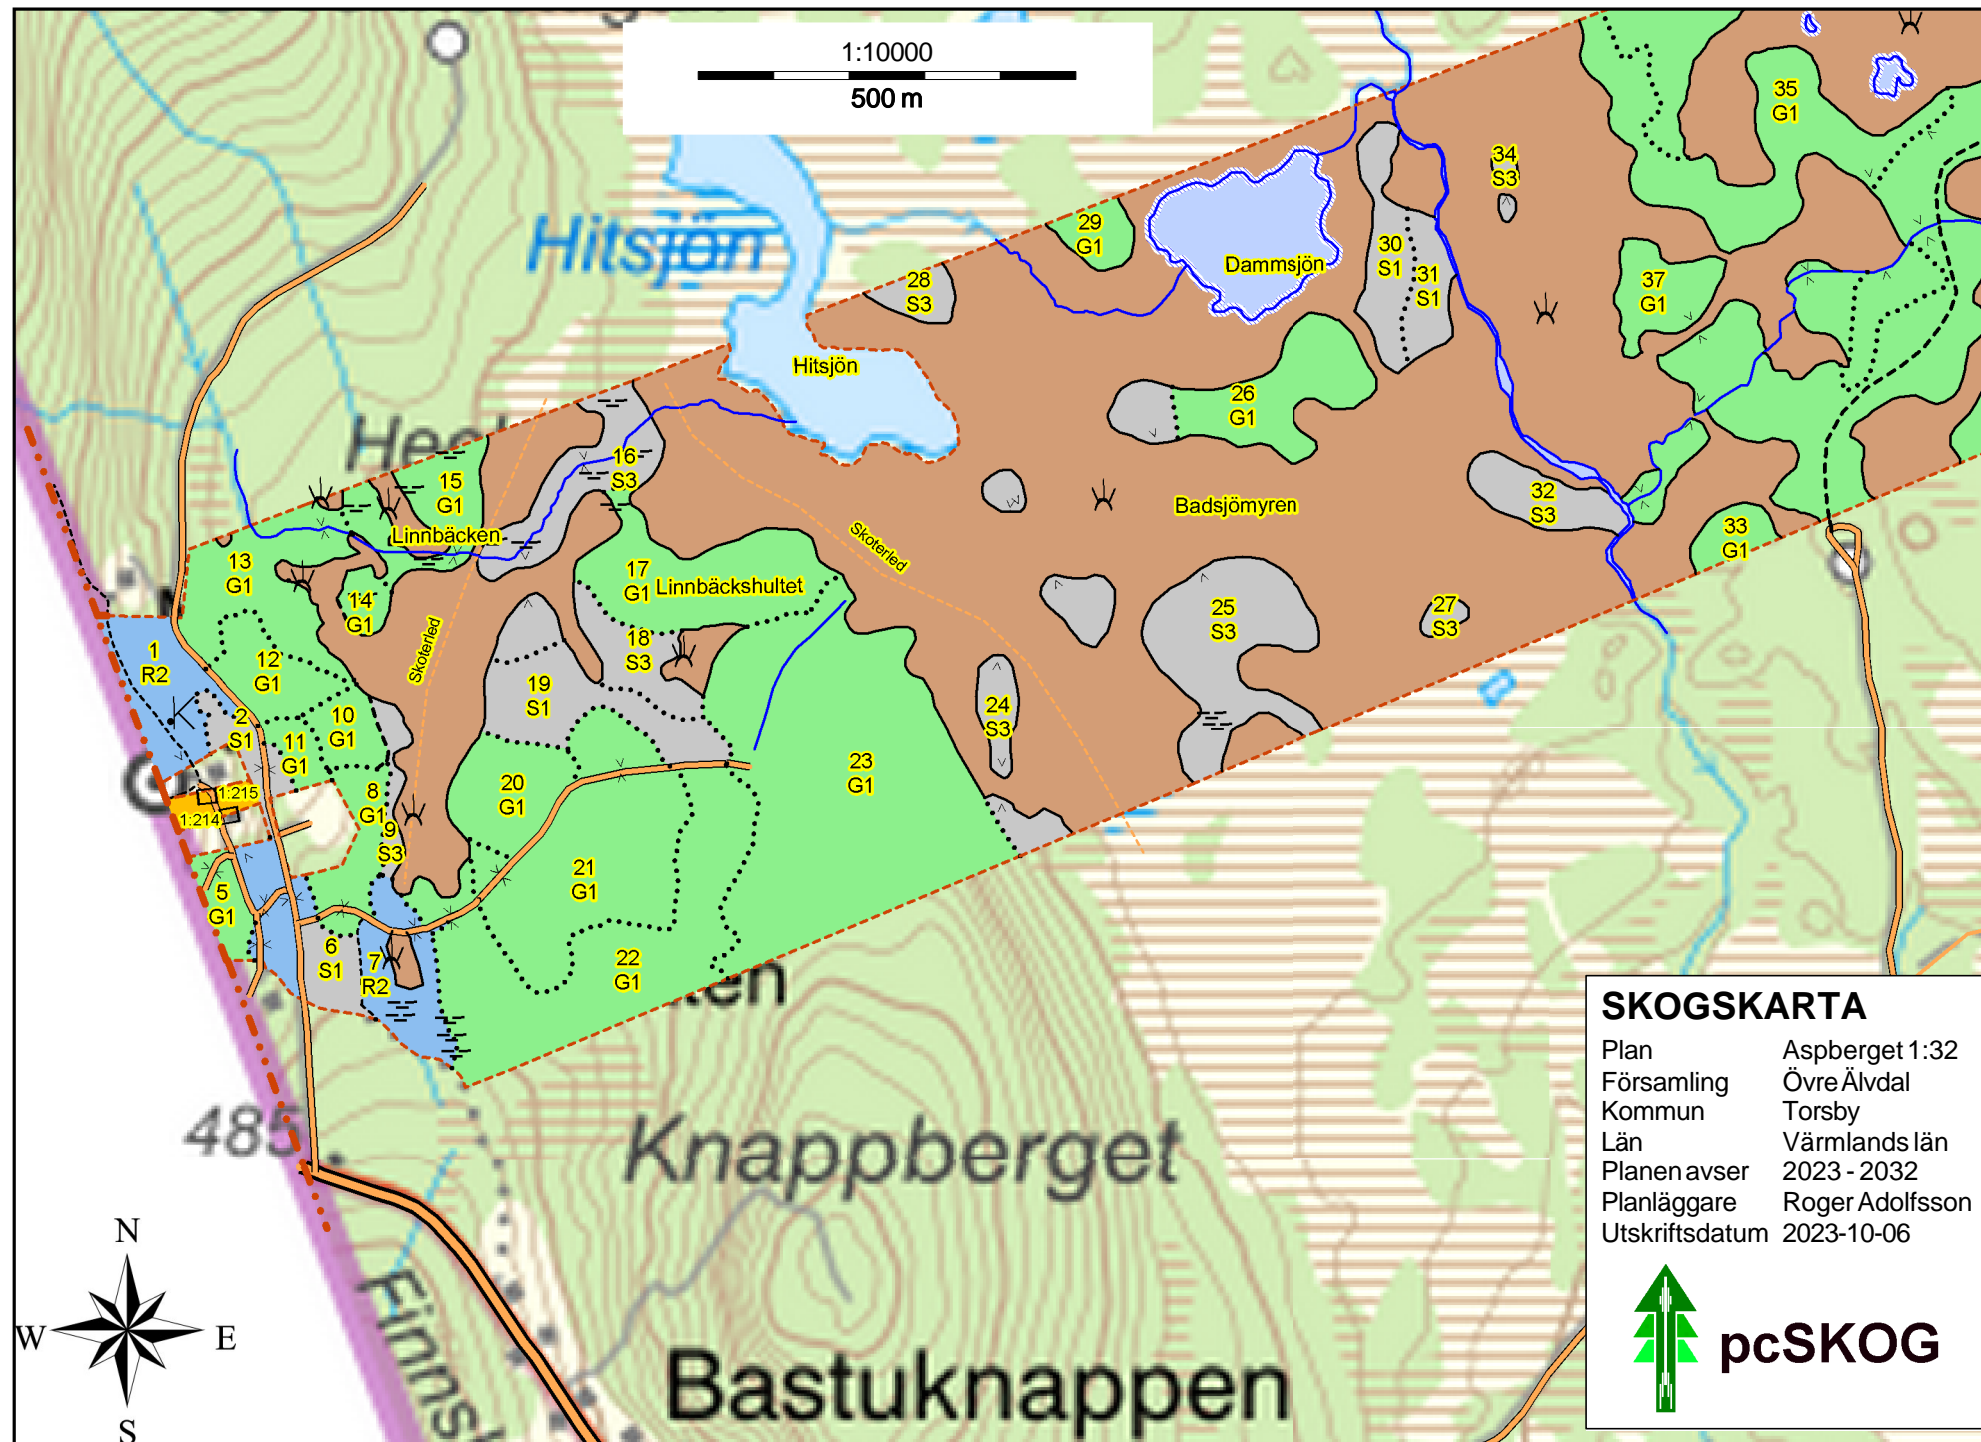 1:10000
500 m
35
G1
34
S3
29
G1
Hitsjön
30
S1
Dammsjön
31
S1
28
S3
37
G1
Hitsjön
26
G1
16
S3
15
G1
32
S3
Badsjömyren
33
G1
Linnbäcken
Skoterled
13
G1
17
G1
Linnbäckshultet
14
G1
25
S3
27
S3
Skoterled
18
S3
1
R2
12
G1
19
S1
24
S3
2
S1
10
G1
11
G1
23
G1
20
G1
8
G1
1:215
1:214
9
S3
21
G1
5
G1
6
S1
7
R2
22
G1
485
Knappberget
Bastuknappen
SKOGSKARTA
Plan Aspberget 1:32
Församling Övre Älvdal
Kommun Torsby
Län Värmlands län
Planen avser 2023 - 2032
Planläggare Roger Adolfsson
Utskriftsdatum 2023-10-06
pcSKOG
N
W E
S